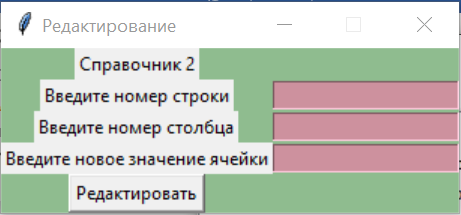 Редактирование
Справочник 2
Введите номер строки
Введите номер столбца
Введите новое значение ячейки
Редактировать